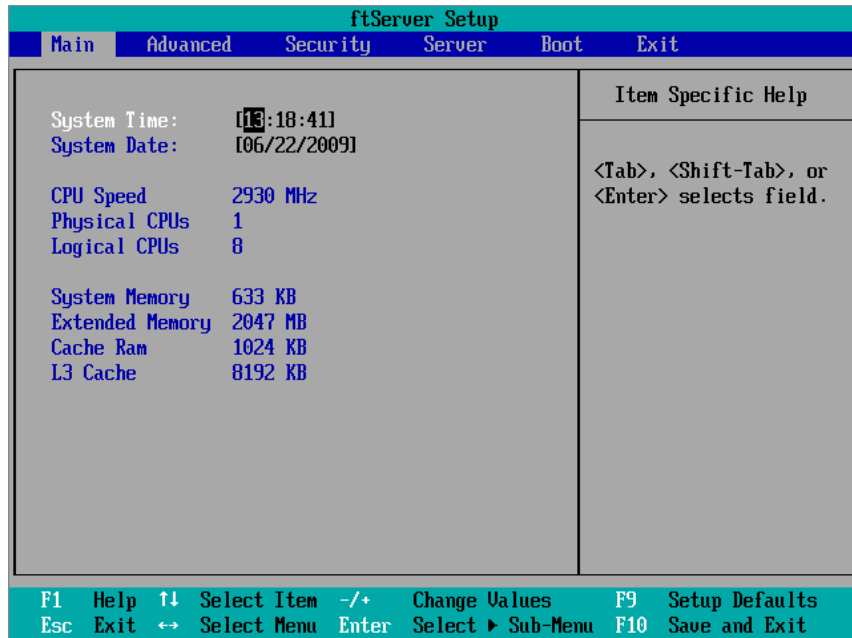 ftServer Setup
Main Advanced Security Server Boot Exit
System Time: [13:18:41]
System Date: [06/22/2009]
CPU Speed 2930 MHz
Physical CPUs 1
Logical CPUs 8
System Memory 633 KB
Extended Memory 2047 MB
Cache Ram 1024 KB
L3 Cache 8192 KB
Item Specific Help
<Tab>, <Shift-Tab>, or
<Enter> selects field.
F1 Help ↑↓ Select Item -/+ Change Values F9 Setup Defaults
Esc Exit ↔ Select Menu Enter Select ▶ Sub-Menu F10 Save and Exit